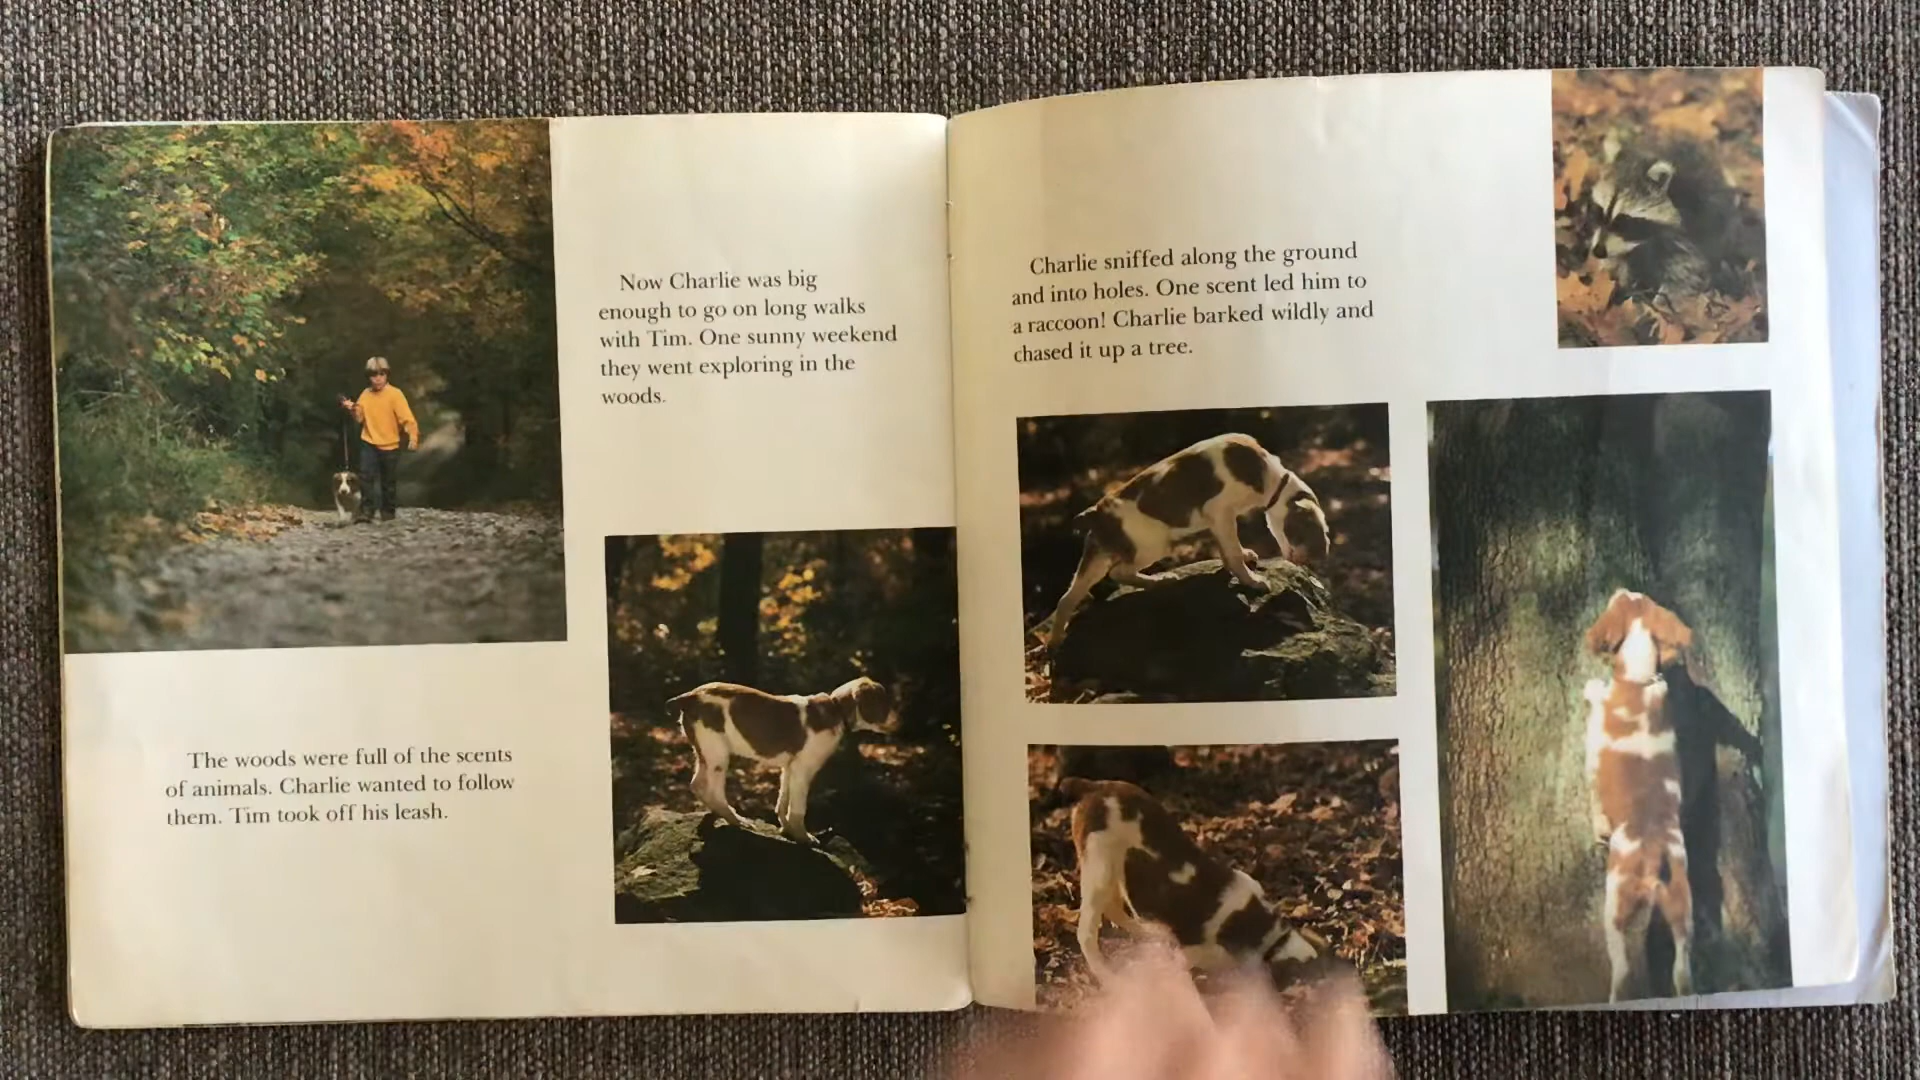 Now Charlie was big
enough to go on long walks
with Tim. One sunny weekend
they went exploring in the
woods.
The woods were full of the scents
of animals. Charlie wanted to follow
them. Tim took off his leash.
Charlie sniffed along the ground
and into holes. One scent led him to
a raccoon! Charlie barked wildly and
chased it up a tree.